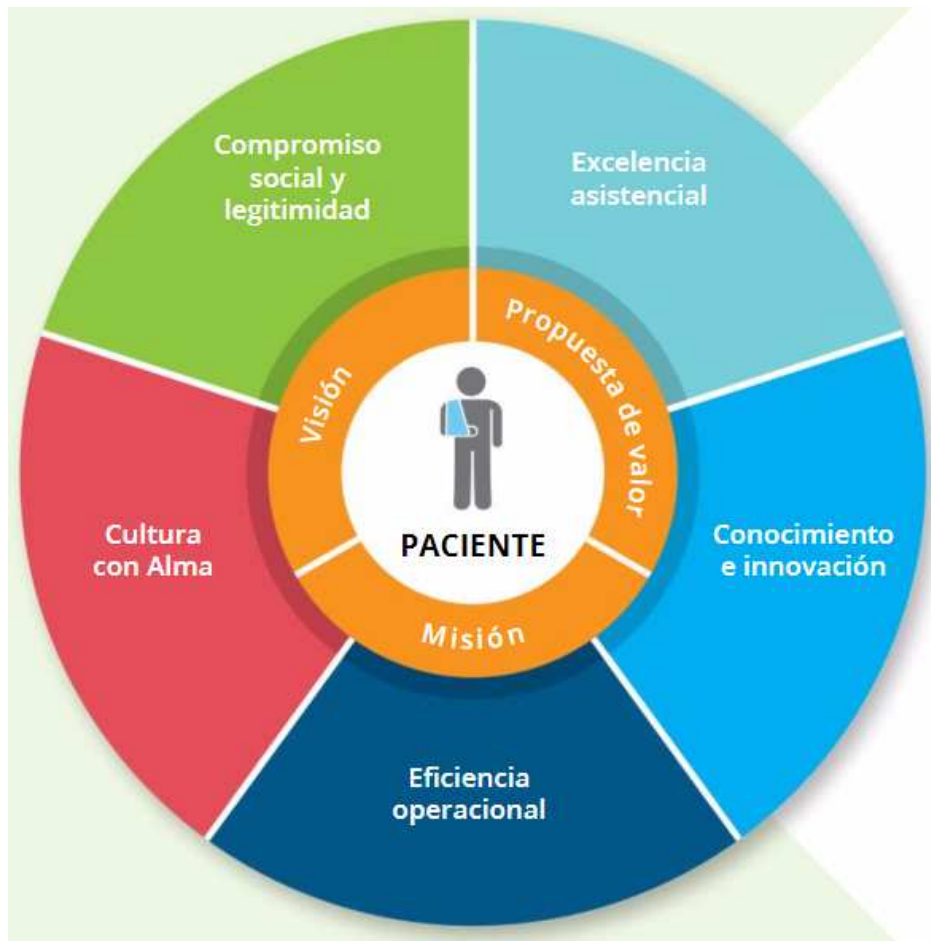 Compromiso
social y
legitimidad
Excelencia
asistencial
Propuesta de valor
Visión
PACIENTE
Cultura
con Alma
Conocimiento
e innovación
Misión
Eficiencia
operacional